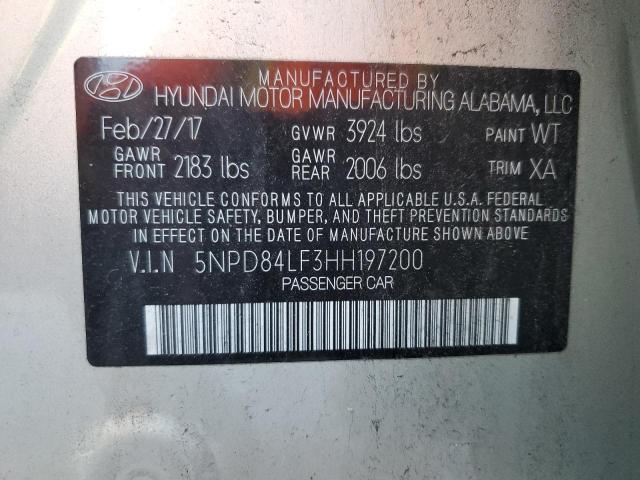 MANUFACTURED BY
HYUNDAI MOTOR MANUFACTURING ALABAMA, LLC
Feb/27/17 GVWR 3924 lbs PAINT WT
GAWR FRONT 2183 lbs GAWR REAR 2006 lbs TRIM XA
THIS VEHICLE CONFORMS TO ALL APPLICABLE U.S.A. FEDERAL
MOTOR VEHICLE SAFETY, BUMPER, AND THEFT PREVENTION STANDARDS
IN EFFECT ON THE DATE OF MANUFACTURE SHOWN ABOVE
V.I.N 5NPD84LF3HH197200
PASSENGER CAR